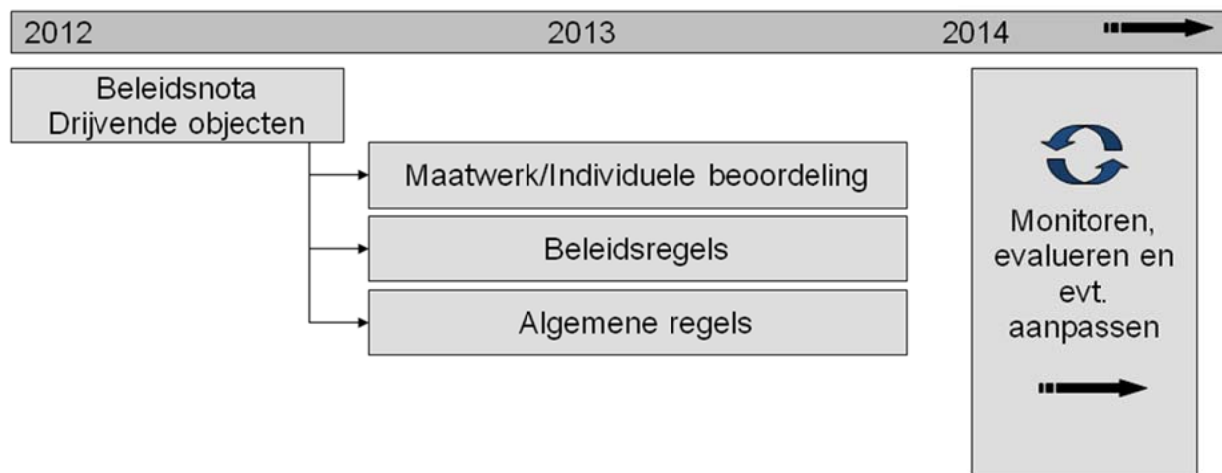 2012 2013 2014
Beleidsnota
Drijvende objecten
Maatwerk/Individuele beoordeling
Beleidsregels
Algemene regels
Monitoren,
evalueren en
evt.
aanpassen